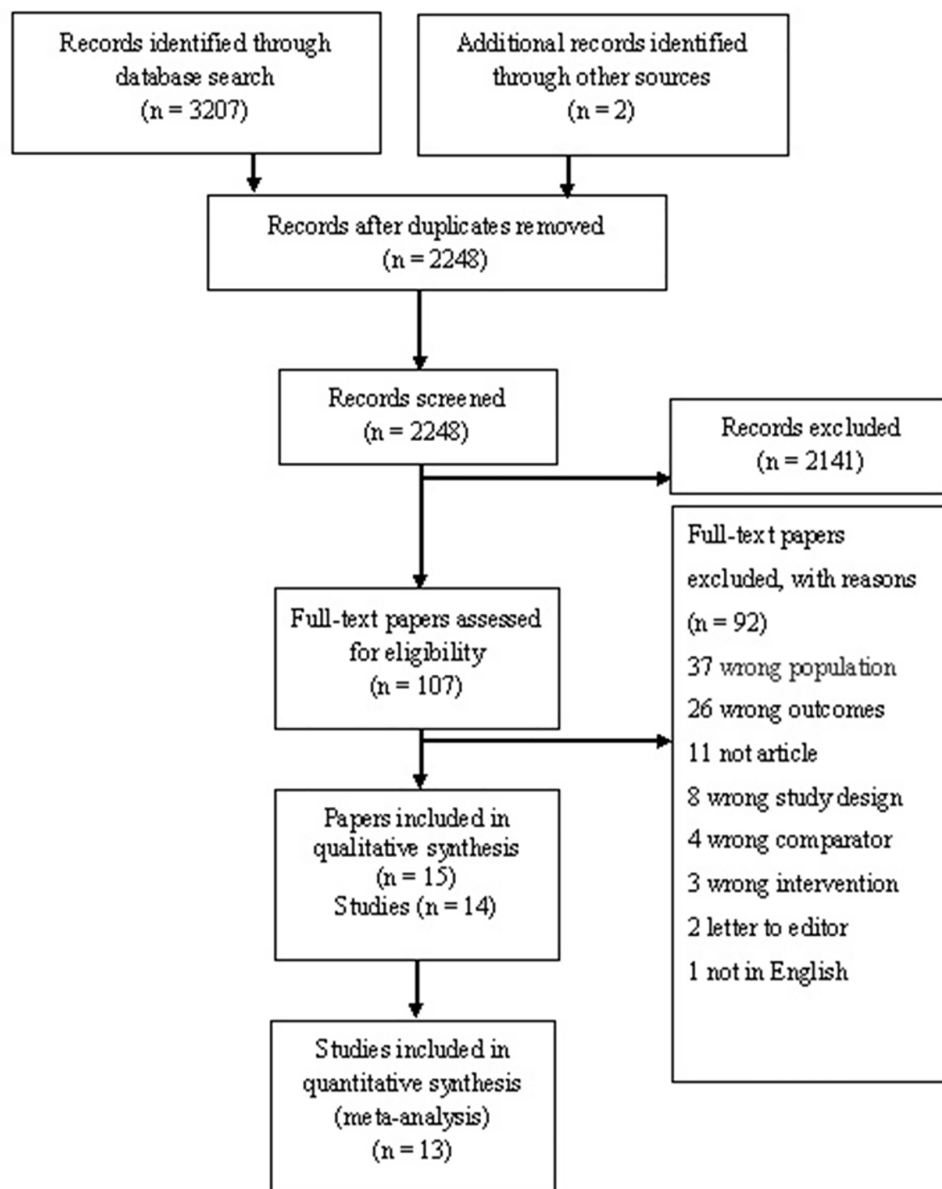 Records identified through
database search
(n = 3207)
Additional records identified
through other sources
(n = 2)
Records after duplicates removed
(n = 2248)
Records screened
(n = 2248)
Records excluded
(n = 2141)
Full-text papers assessed
for eligibility
(n = 107)
Full-text papers
excluded, with reasons
(n = 92)
37 wrong population
26 wrong outcomes
11 not article
8 wrong study design
4 wrong comparator
3 wrong intervention
2 letter to editor
1 not in English
Papers included in
qualitative synthesis
(n = 15)
Studies (n = 14)
Studies included in
quantitative synthesis
(meta-analysis)
(n = 13)